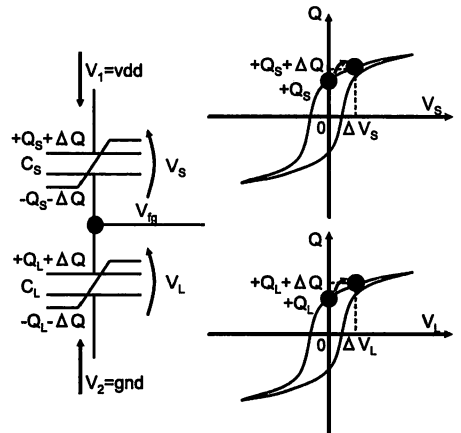 V1=vdd
+QS+ΔQ
CS
-QS-ΔQ
VS
Vfg
+QL+ΔQ
CL
-QL-ΔQ
VL
V2=gnd
Q
+QS+ΔQ
+QS
0
ΔVS
VS
Q
+QL+ΔQ
+QL
0
ΔVL
VL